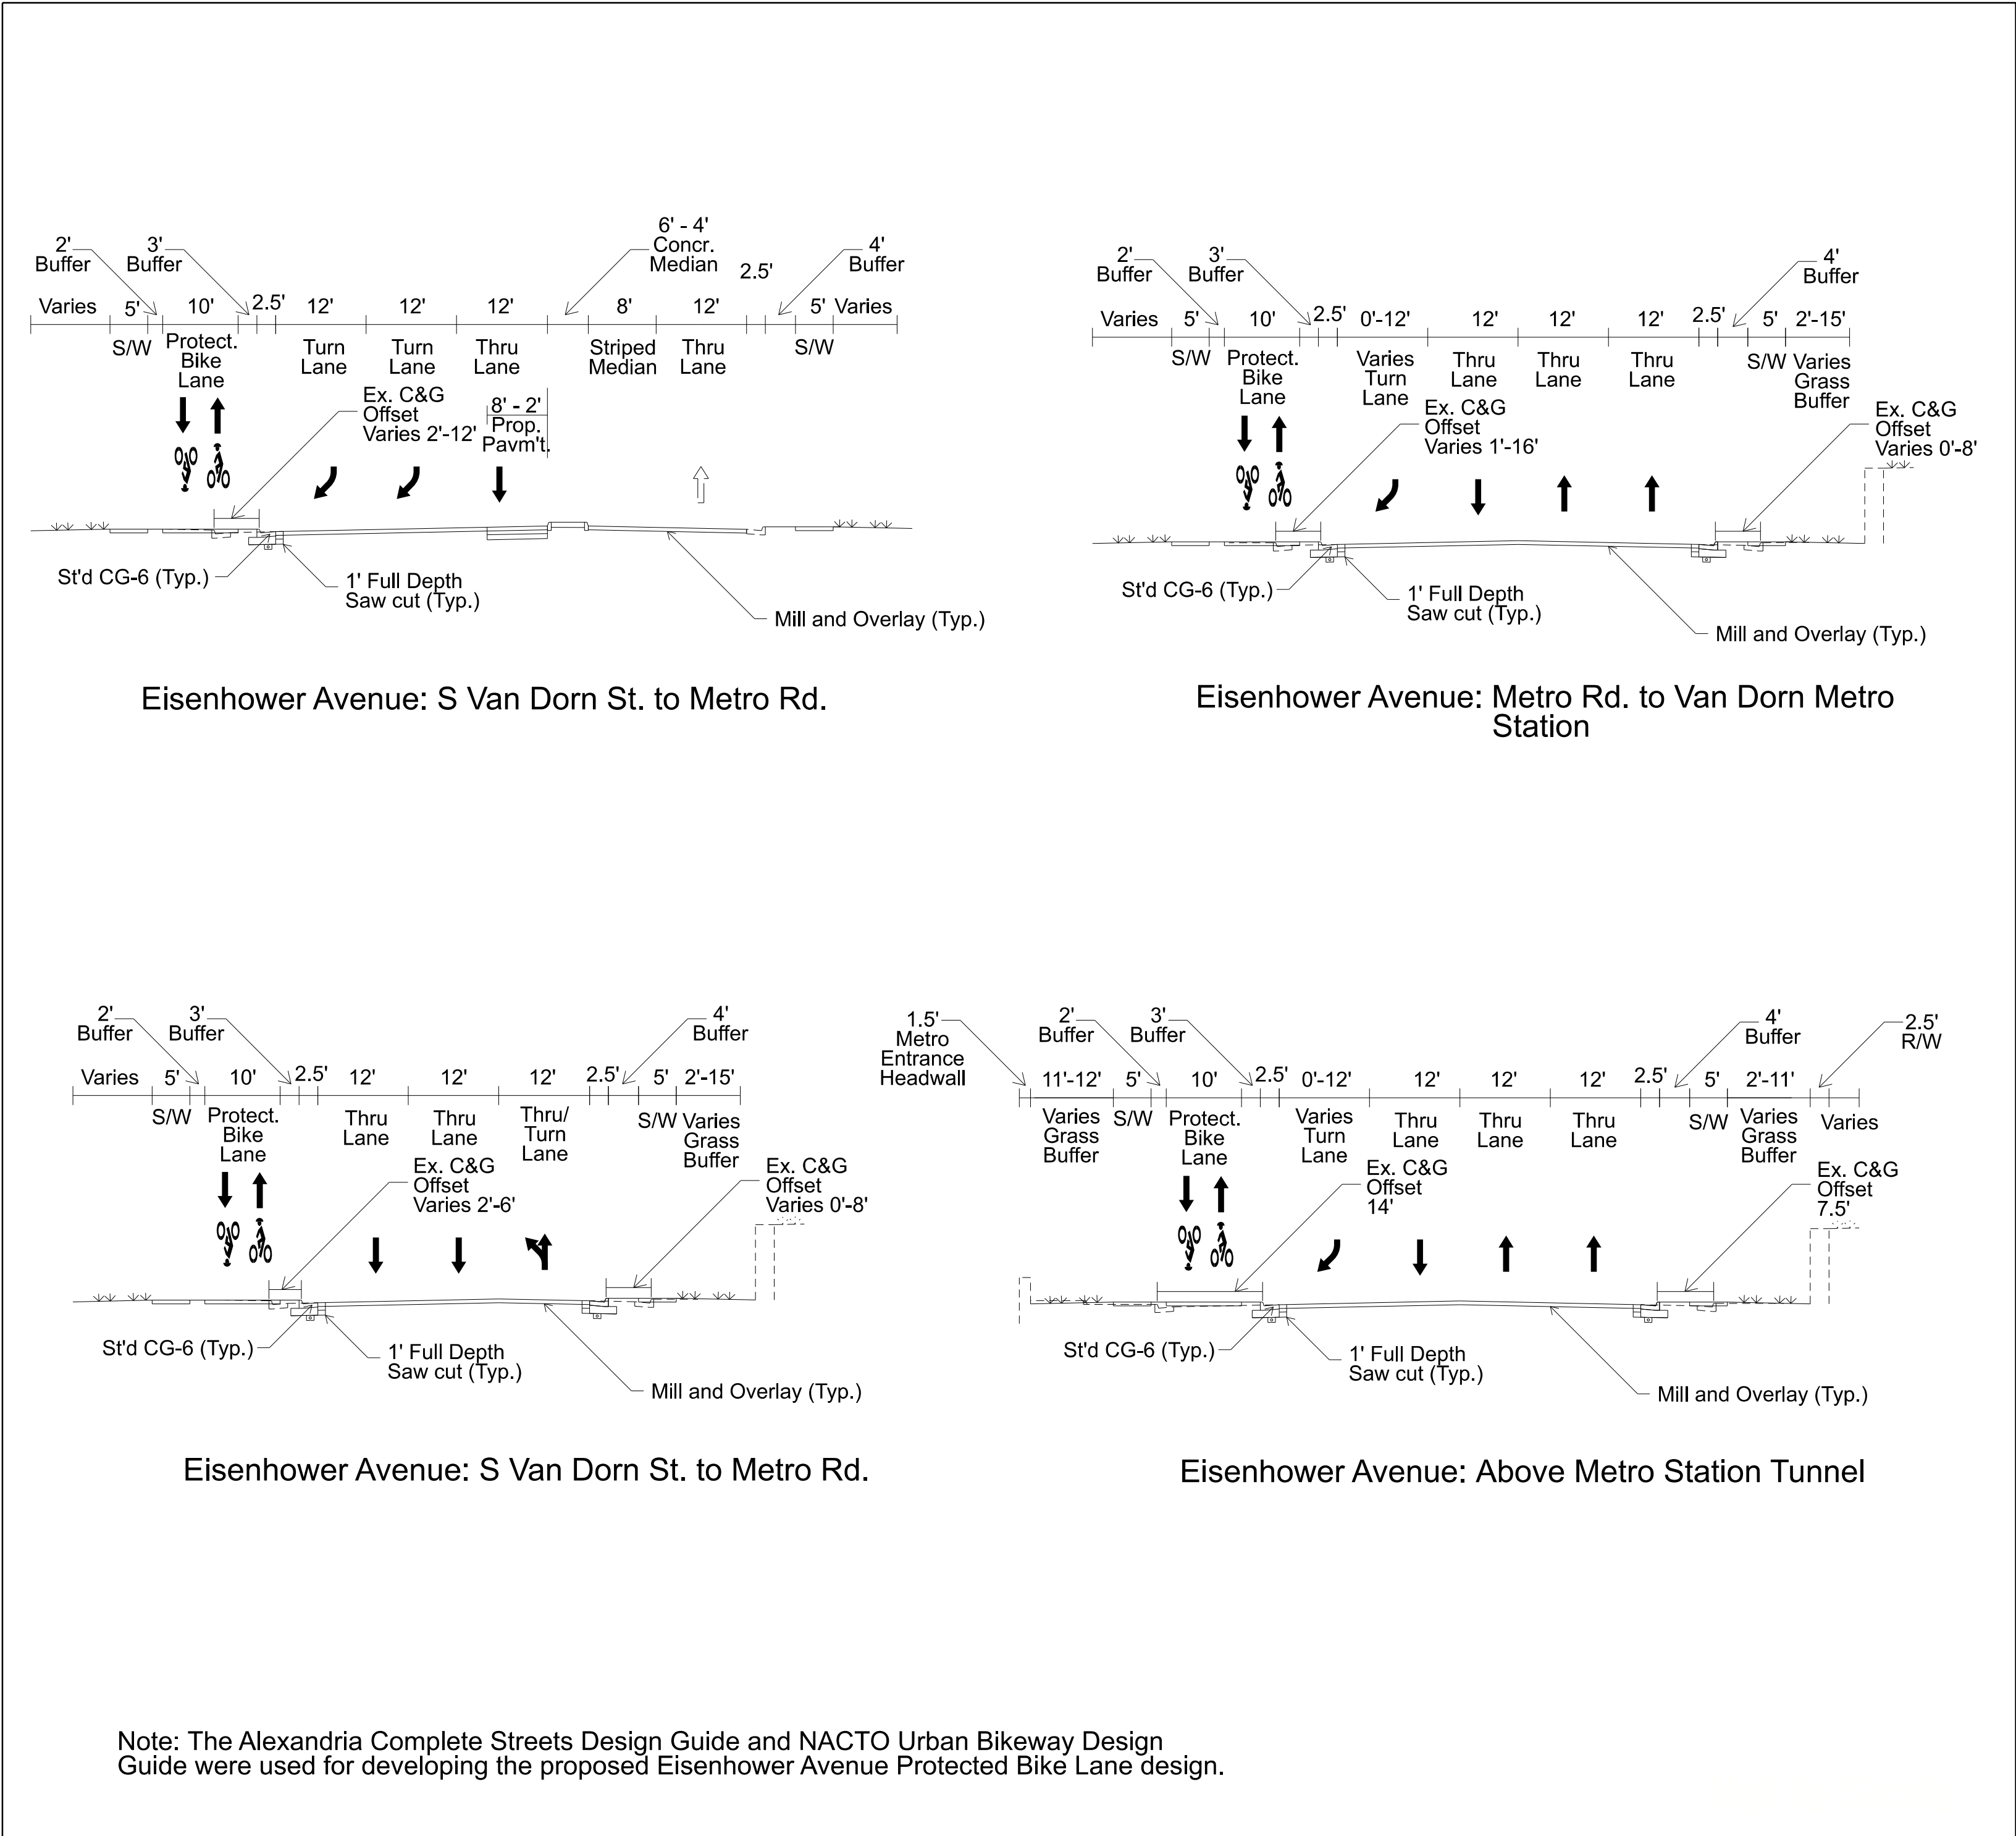 6' - 4'
Concr.
Median
2'
Buffer
3'
Buffer
2.5'
4'
Buffer
Varies 5' 10' 2.5' 12' 12' 12' 8' 12' 5' Varies
S/W
Protect.
Bike
Lane
Turn
Lane
Turn
Lane
Thru
Lane
Striped
Median
Thru
Lane
S/W
Ex. C&G
Offset
Varies 2'-12'
8' - 2'
Prop.
Pavm't.
St'd CG-6 (Typ.)
1' Full Depth
Saw cut (Typ.)
Mill and Overlay (Typ.)
Eisenhower Avenue: S Van Dorn St. to Metro Rd.
2'
Buffer
3'
Buffer
4'
Buffer
Varies 5' 10' 2.5' 0'-12' 12' 12' 12' 2.5' 5' 2'-15'
S/W
Protect.
Bike
Lane
Varies
Turn
Lane
Thru
Lane
Thru
Lane
Thru
Lane
S/W
Varies
Grass
Buffer
Ex. C&G
Offset
Varies 1'-16'
Ex. C&G
Offset
Varies 0'-8'
St'd CG-6 (Typ.)
1' Full Depth
Saw cut (Typ.)
Mill and Overlay (Typ.)
Eisenhower Avenue: Metro Rd. to Van Dorn Metro
Station
2'
Buffer
3'
Buffer
4'
Buffer
Varies 5' 10' 2.5' 12' 12' 12' 2.5' 5' 2'-15'
S/W
Protect.
Bike
Lane
Thru
Lane
Thru
Lane
Thru/
Turn
Lane
S/W
Varies
Grass
Buffer
Ex. C&G
Offset
Varies 2'-6'
Ex. C&G
Offset
Varies 0'-8'
St'd CG-6 (Typ.)
1' Full Depth
Saw cut (Typ.)
Mill and Overlay (Typ.)
Eisenhower Avenue: S Van Dorn St. to Metro Rd.
1.5'
Metro
Entrance
Headwall
2'
Buffer
3'
Buffer
4'
Buffer
2.5'
R/W
11'-12' 5' 10' 2.5' 0'-12' 12' 12' 12' 2.5' 5' 2'-11'
Varies
Grass
Buffer
S/W
Protect.
Bike
Lane
Varies
Turn
Lane
Thru
Lane
Thru
Lane
Thru
Lane
S/W
Varies
Grass
Buffer
Varies
Ex. C&G
Offset
14'
Ex. C&G
Offset
7.5'
St'd CG-6 (Typ.)
1' Full Depth
Saw cut (Typ.)
Mill and Overlay (Typ.)
Eisenhower Avenue: Above Metro Station Tunnel
Note: The Alexandria Complete Streets Design Guide and NACTO Urban Bikeway Design
Guide were used for developing the proposed Eisenhower Avenue Protected Bike Lane design.